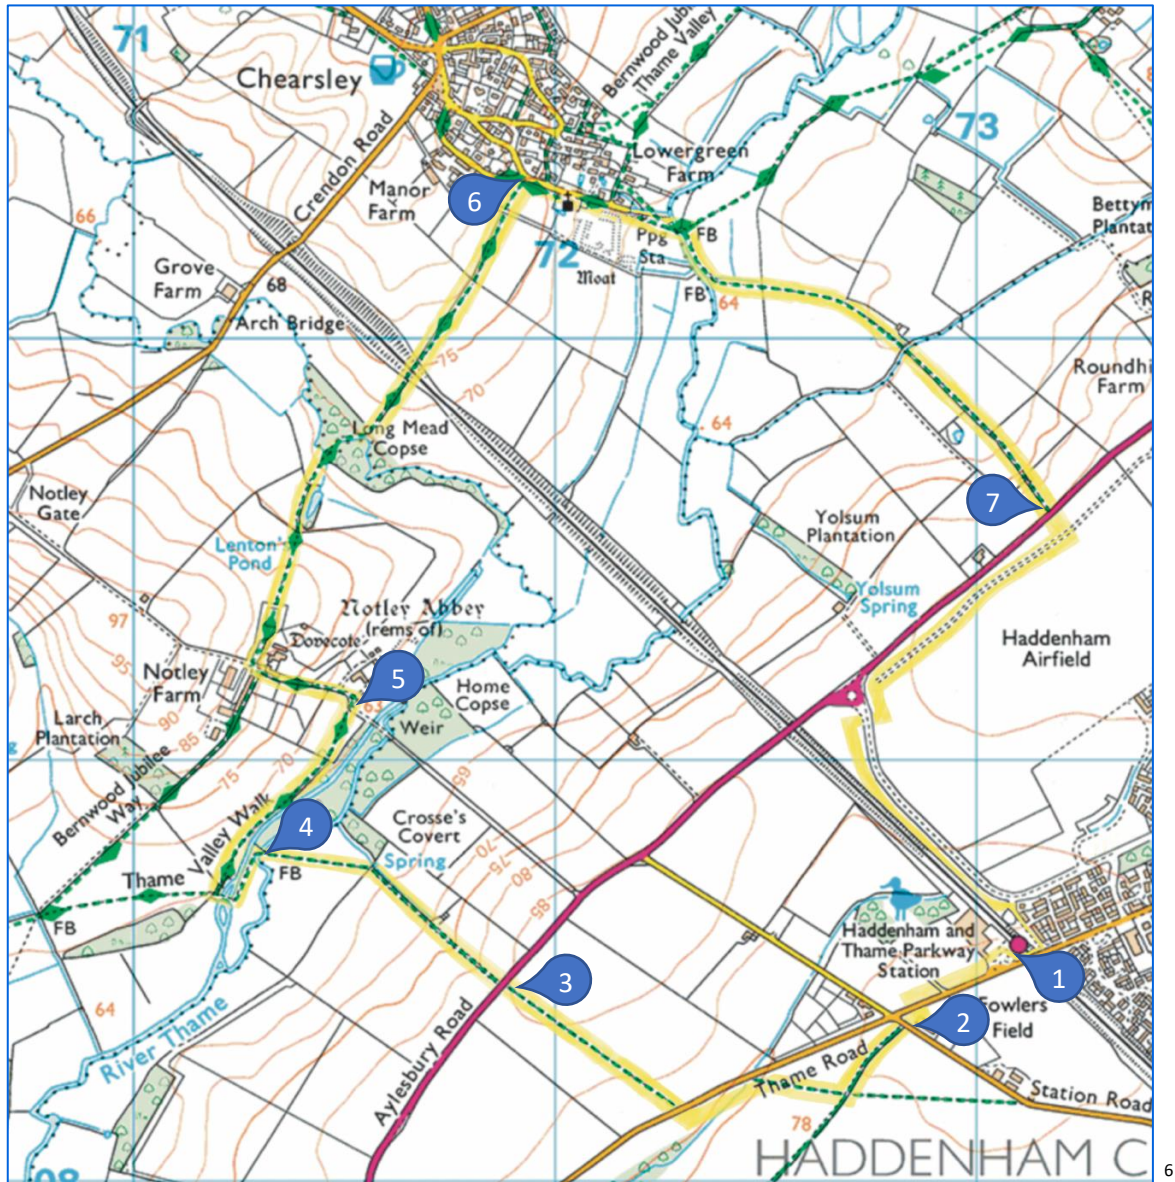 71
Chearsley
Bernwood Jubi
Thame Valley
73
Crendon Road
Lowergreen
Farm
Manor
Farm
6
66
Bettym
Plantat
72
Ppg
Sta
FB
Moat
Grove
Farm
68
FB
64
R
Arch Bridge
75
70
Roundhi
Farm
64
Long Mead
Copse
Notley
Gate
7
Yolsum
Plantation
Lenton's
Pond
Yolsum
Spring
Notley Abbey
(rems of)
97
Dovecote
Haddenham
Airfield
95
Notley
Farm
5
Home
Copse
63
Larch
Plantation
90
85
Weir
75
70
65
Bernwood Jubilee
Way
Thame Valley Walk
4
Crosse's
Covert
Spring
70
75
80
85
Thame
FB
FB
Haddenham and
Thame Parkway
Station
1
3
64
2
Fowlers
Field
River Thame
Aylesbury Road
Thame Road
Station Road
78
HADDENHAM C
08
6